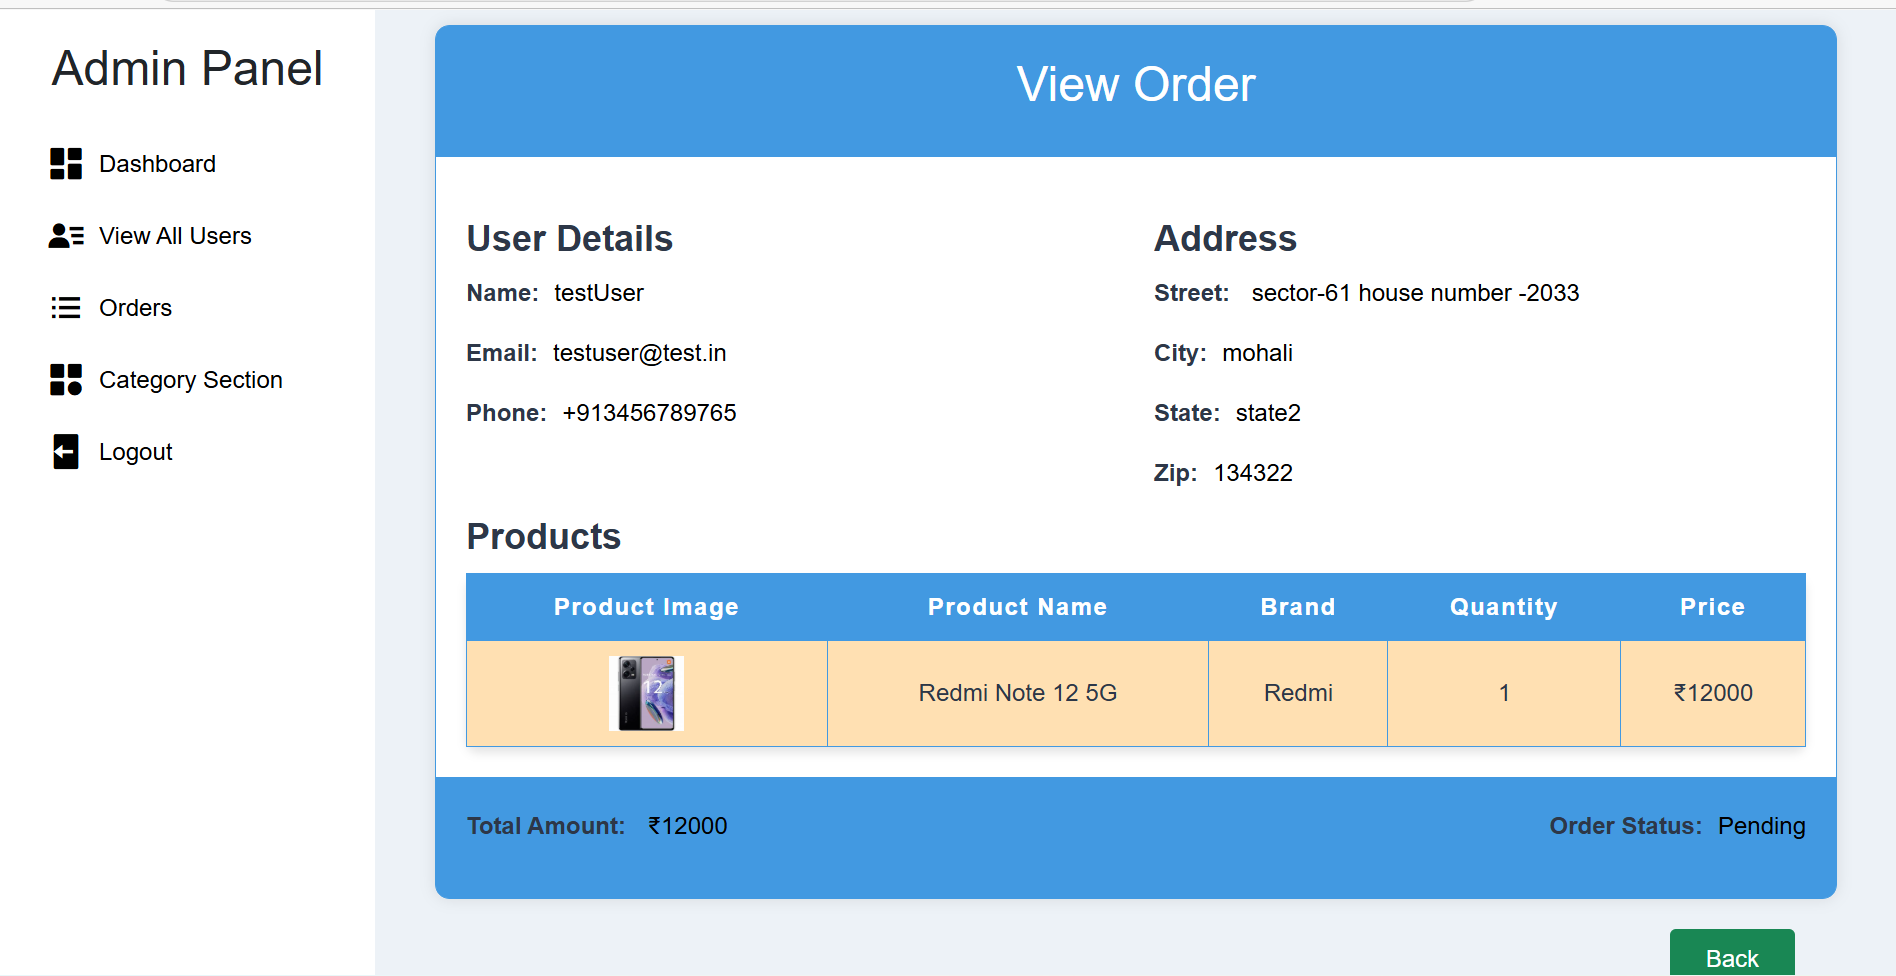 Admin Panel
Dashboard
View All Users
Orders
Category Section
Logout
View Order
User Details
Name: testUser
Email: testuser@test.in
Phone: +913456789765
Address
Street: sector-61 house number -2033
City: mohali
State: state2
Zip: 134322
Products
Product Image Product Name Brand Quantity Price
12
Redmi Note 12 5G Redmi 1 ₹12000
Total Amount: ₹12000 Order Status: Pending
Back